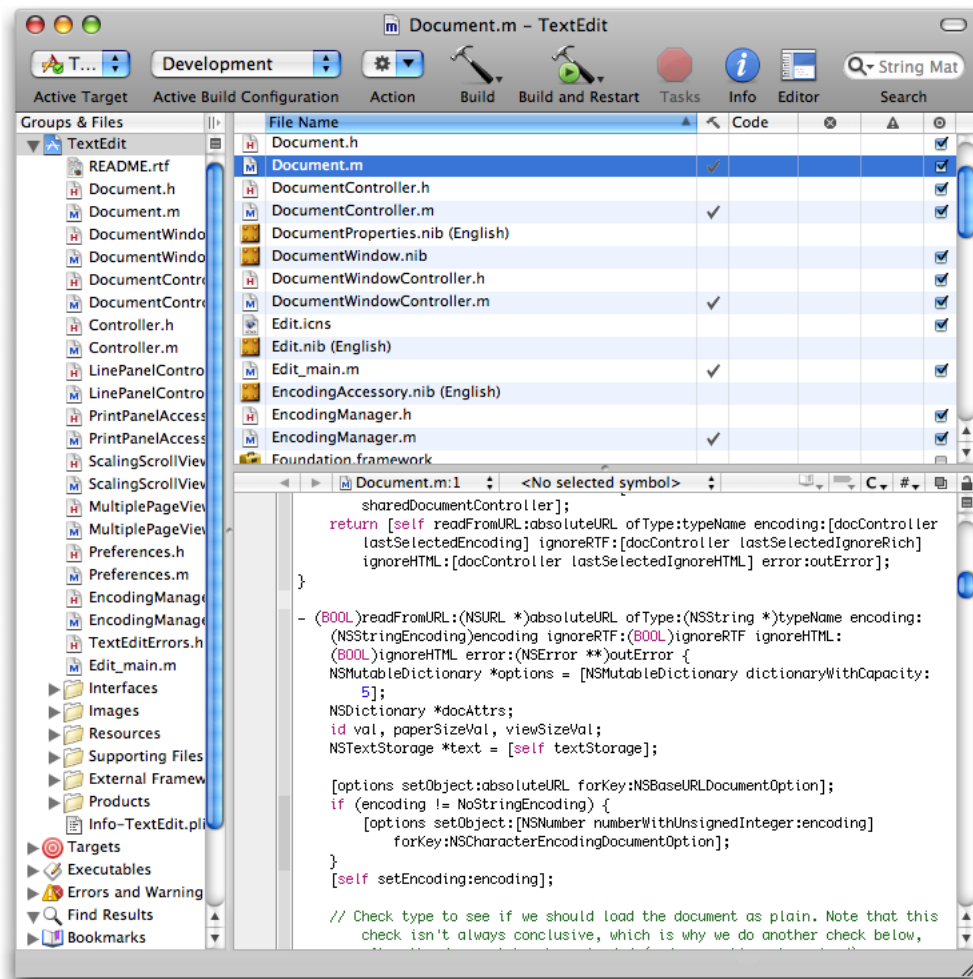 Document.m – TextEdit
T... Development String Mat
Active Target Active Build Configuration Action Build Build and Restart Tasks Info Editor Search
Groups & Files
TextEdit
README.rtf
Document.h
Document.m
DocumentWindo
DocumentWindo
DocumentContro
DocumentContro
Controller.h
Controller.m
LinePanelContro
LinePanelContro
PrintPanelAccess
PrintPanelAccess
ScalingScrollView
ScalingScrollView
MultiplePageView
MultiplePageView
Preferences.h
Preferences.m
EncodingManage
EncodingManage
TextEditErrors.h
Edit_main.m
Interfaces
Images
Resources
Supporting Files
External Framew
Products
Info-TextEdit.pli
Targets
Executables
Errors and Warning
Find Results
Bookmarks
File Name Code
Document.h
Document.m
DocumentController.h
DocumentController.m
DocumentProperties.nib (English)
DocumentWindow.nib
DocumentWindowController.h
DocumentWindowController.m
Edit.icns
Edit.nib (English)
Edit_main.m
EncodingAccessory.nib (English)
EncodingManager.h
EncodingManager.m
Foundation.framework
Document.m:1 <No selected symbol> C #
sharedDocumentController];
return [self readFromURL:absoluteURL ofType:typeName encoding:[docController
lastSelectedEncoding] ignoreRTF:[docController lastSelectedIgnoreRich]
ignoreHTML:[docController lastSelectedIgnoreHTML] error:outError];
}
- (BOOL)readFromURL:(NSURL *)absoluteURL ofType:(NSString *)typeName encoding:
(NSStringEncoding)encoding ignoreRTF:(BOOL)ignoreRTF ignoreHTML:
(BOOL)ignoreHTML error:(NSError **)outError {
NSMutableDictionary *options = [NSMutableDictionary dictionaryWithCapacity:
5];
NSDictionary *docAttrs;
id val, paperSizeVal, viewSizeVal;
NSTextStorage *text = [self textStorage];
[options setObject:absoluteURL forKey:NSBaseURLDocumentOption];
if (encoding != NoStringEncoding) {
[options setObject:[NSNumber numberWithUnsignedInteger:encoding]
forKey:NSCharacterEncodingDocumentOption];
}
[self setEncoding:encoding];
// Check type to see if we should load the document as plain. Note that this
check isn't always conclusive, which is why we do another check below,